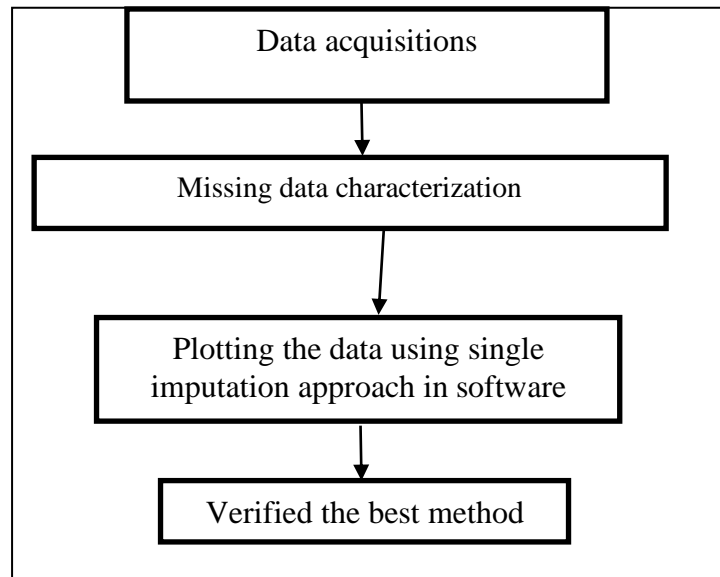 Data acquisitions
Missing data characterization
Plotting the data using single
imputation approach in software
Verified the best method